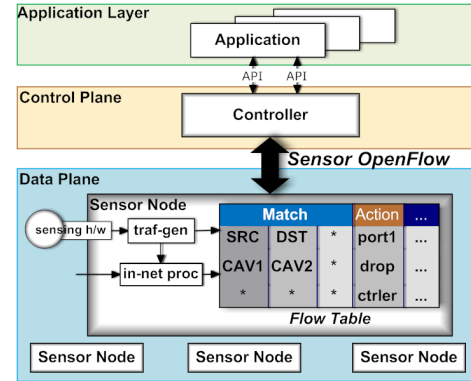 Application Layer
Application
API API
Control Plane
Controller
Sensor OpenFlow
Data Plane
Sensor Node
sensing h/w
traf-gen
in-net proc
Match Action ...
SRC DST * port1 ...
CAV1 CAV2 * drop ...
* * * ctrler ...
Flow Table
Sensor Node Sensor Node Sensor Node